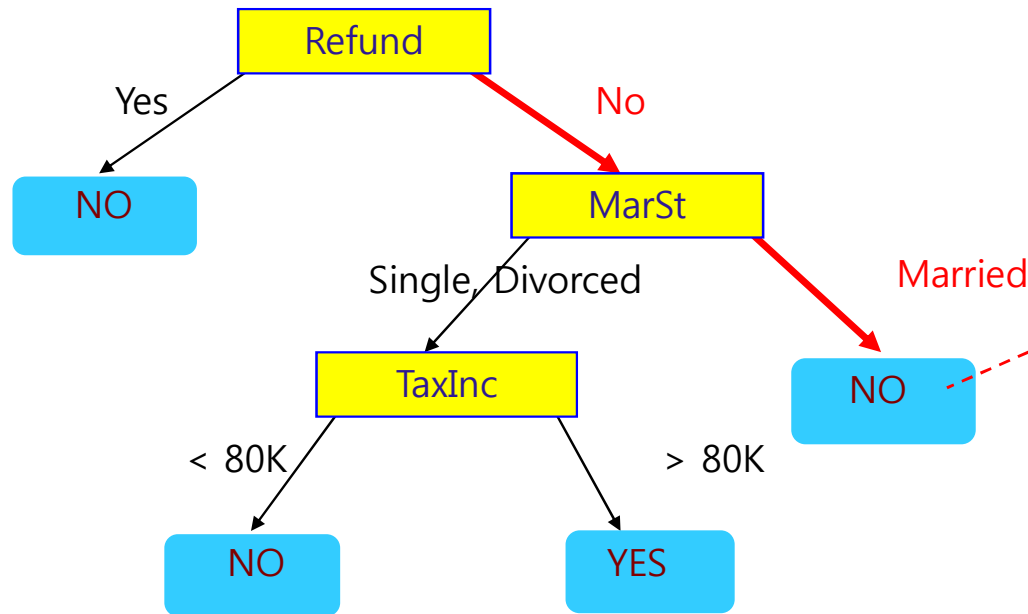 Refund
Yes
No
NO
MarSt
Single, Divorced
Married
TaxInc
NO
< 80K
> 80K
NO
YES